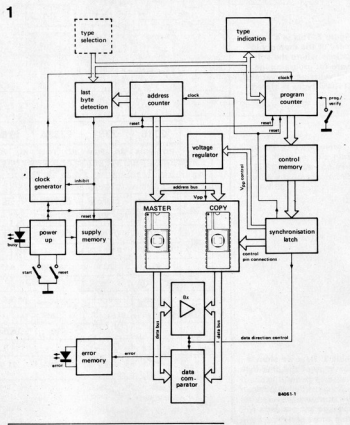 1
type
selection
type
indication
clock
last
byte
detection
address
counter
clock
program
counter
prog/
verify
reset
reset
reset
voltage
regulator
control
memory
clock
generator
inhibit
address bus
Vpp
Vpp control
reset
MASTER
COPY
power
up
supply
memory
synchronisation
latch
busy
control
pin connections
start
reset
8x
data bus
data bus
data direction control
error
memory
error
data
com-
parator
error
84061-1